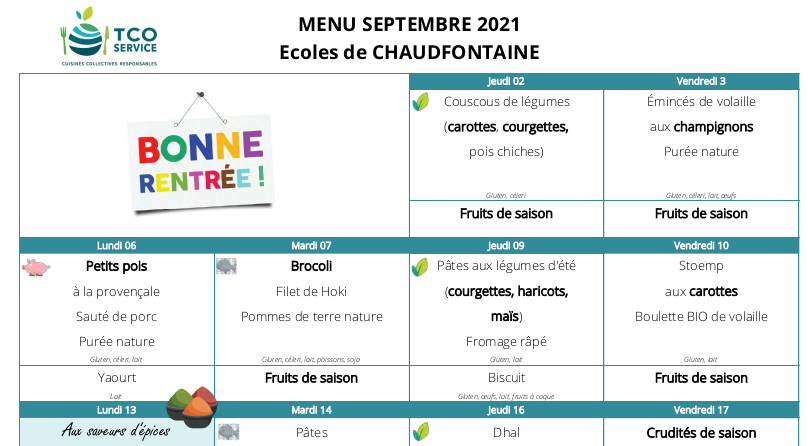 TCO
SERVICE
CUISINES COLLECTIVES RESPONSABLES
MENU SEPTEMBRE 2021
Ecoles de CHAUDFONTAINE
BONNE
RENTRÉE !
Jeudi 02
Couscous de légumes
(carottes, courgettes,
pois chiches)
Gluten, céleri
Fruits de saison
Vendredi 3
Émincés de volaille
aux champignons
Purée nature
Gluten, céleri, lait, œufs
Fruits de saison
Lundi 06
Petits pois
à la provençale
Sauté de porc
Purée nature
Gluten, céleri, lait
Yaourt
Lait
Mardi 07
Brocoli
Filet de Hoki
Pommes de terre nature
Gluten, céleri, lait, poissons, soja
Fruits de saison
Jeudi 09
Pâtes aux légumes d'été
(courgettes, haricots,
maïs)
Fromage râpé
Gluten, lait
Biscuit
Gluten, œufs, lait, fruits à coque
Vendredi 10
Stoemp
aux carottes
Boulette BIO de volaille
Gluten, lait
Fruits de saison
Lundi 13
Aux saveurs d'épices
Mardi 14
Pâtes
Jeudi 16
Dhal
Vendredi 17
Crudités de saison